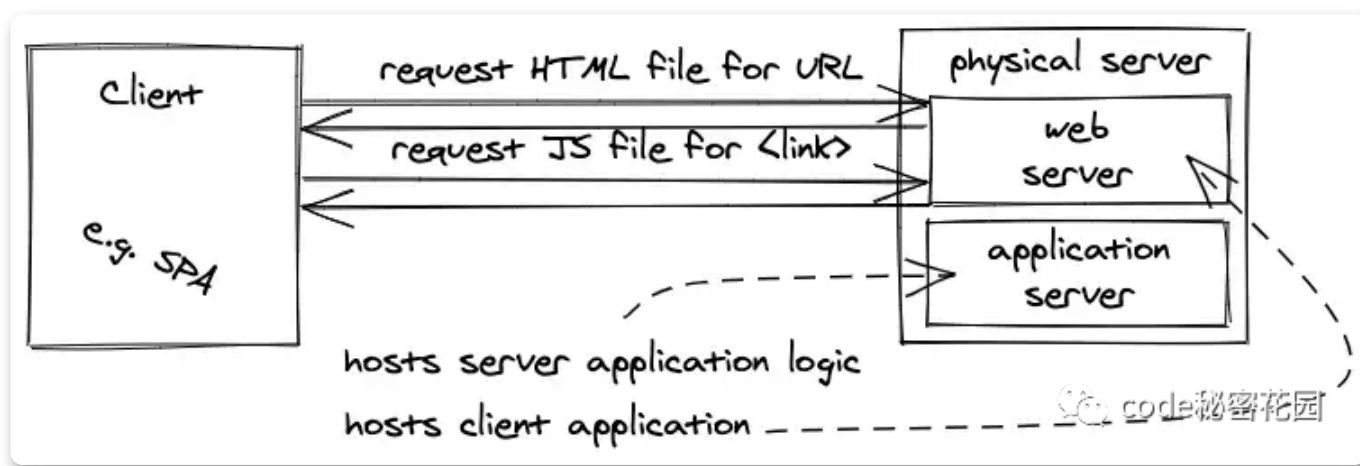 Client
e.g. SPA
request HTML file for URL
request JS file for <link>
physical server
web
server
application
server
hosts server application logic
hosts client application
code秘密花园